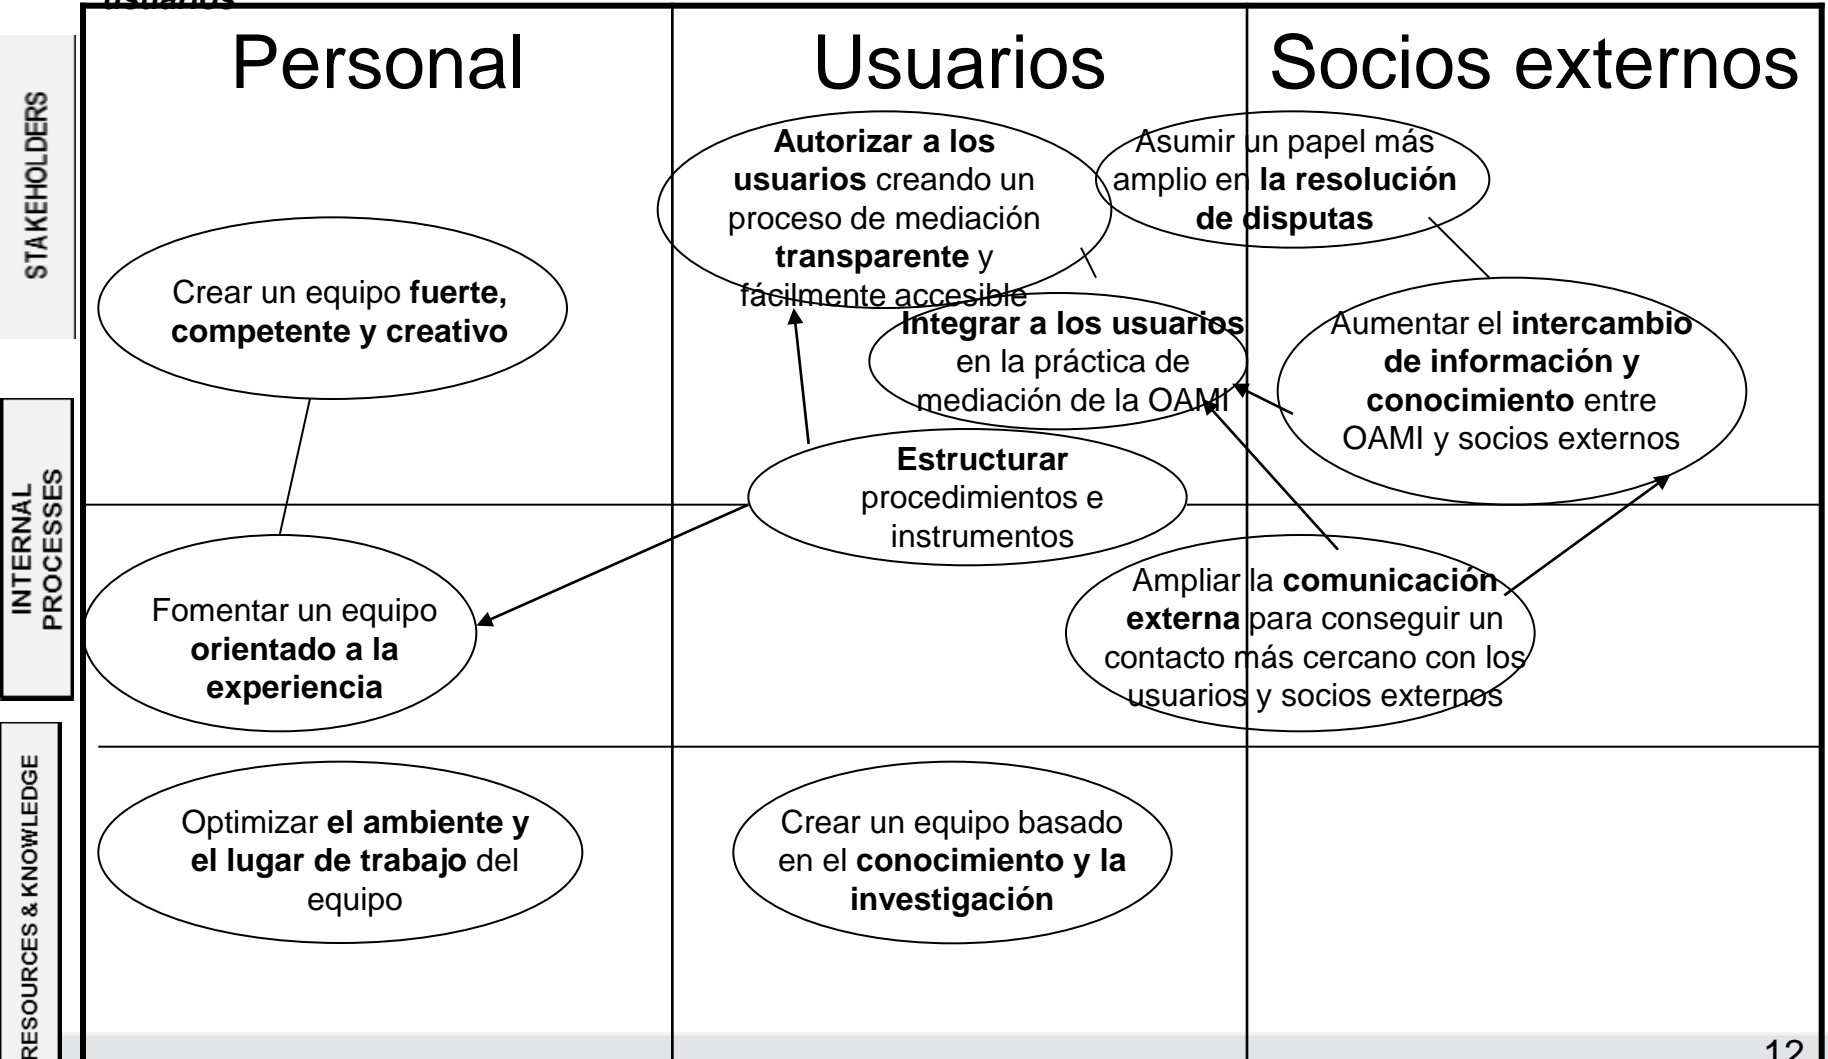 usuarios
Personal
Usuarios
Socios externos
STAKEHOLDERS
Autorizar a los
usuarios creando un
proceso de mediación
transparente y
fácilmente accesible
Asumir un papel más
amplio en la resolución
de disputas
Crear un equipo fuerte,
competente y creativo
Integrar a los usuarios
en la práctica de
mediación de la OAMI
Aumentar el intercambio
de información y
conocimiento entre
OAMI y socios externos
INTERNAL
PROCESSES
Estructurar
procedimientos e
instrumentos
Fomentar un equipo
orientado a la
experiencia
Ampliar la comunicación
externa para conseguir un
contacto más cercano con los
usuarios y socios externos
RESOURCES & KNOWLEDGE
Optimizar el ambiente y
el lugar de trabajo del
equipo
Crear un equipo basado
en el conocimiento y la
investigación
12